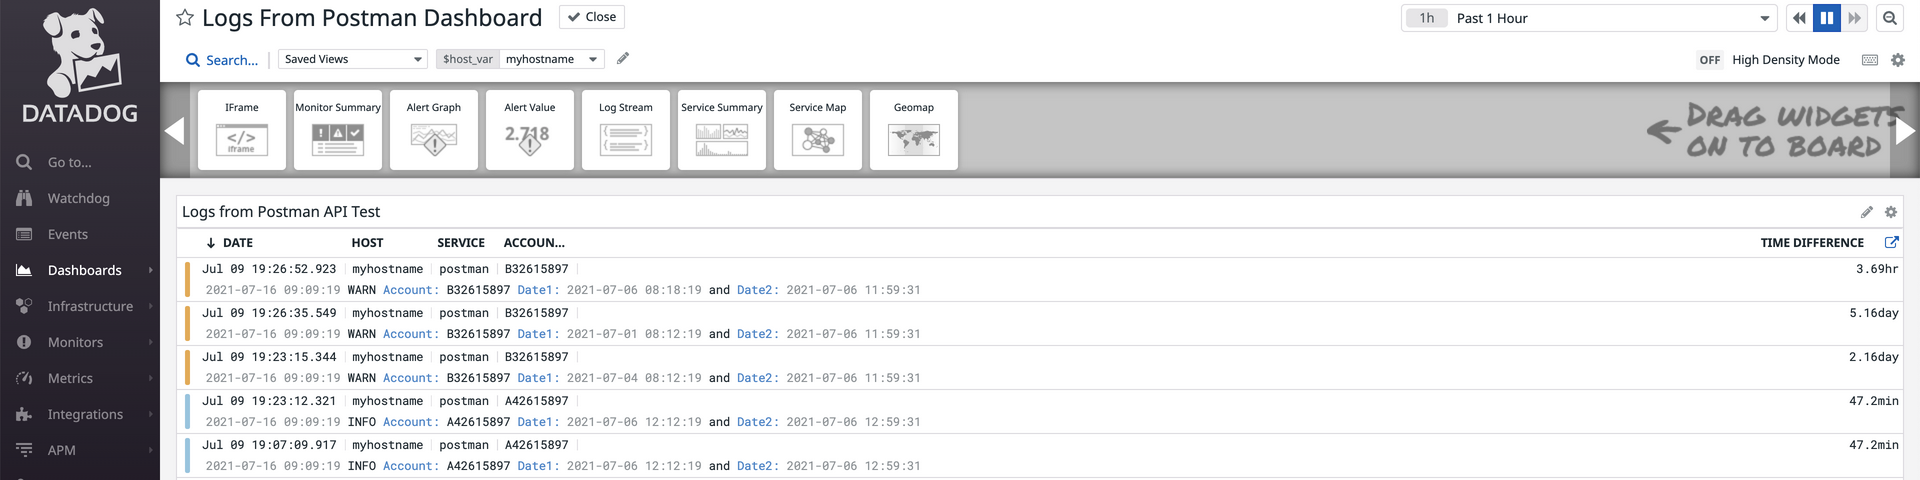 DATADOG
Go to...
Watchdog
Events
Dashboards
Infrastructure
Monitors
Metrics
Integrations
APM
Logs From Postman Dashboard
Close
1h Past 1 Hour
Search...
Saved Views
$host_var myhostname
OFF High Density Mode
IFrame
</>
iframe
Monitor Summary
Alert Graph
Alert Value
2.718
Log Stream
Service Summary
Service Map
Geomap
DRAG WIDGETS
ON TO BOARD
Logs from Postman API Test
↓ DATE HOST SERVICE ACCOUN... TIME DIFFERENCE
Jul 09 19:26:52.923 myhostname postman B32615897 3.69hr
2021-07-16 09:09:19 WARN Account: B32615897 Date1: 2021-07-06 08:18:19 and Date2: 2021-07-06 11:59:31
Jul 09 19:26:35.549 myhostname postman B32615897 5.16day
2021-07-16 09:09:19 WARN Account: B32615897 Date1: 2021-07-01 08:12:19 and Date2: 2021-07-06 11:59:31
Jul 09 19:23:15.344 myhostname postman B32615897 2.16day
2021-07-16 09:09:19 WARN Account: B32615897 Date1: 2021-07-04 08:12:19 and Date2: 2021-07-06 11:59:31
Jul 09 19:23:12.321 myhostname postman A42615897 47.2min
2021-07-16 09:09:19 INFO Account: A42615897 Date1: 2021-07-06 12:12:19 and Date2: 2021-07-06 12:59:31
Jul 09 19:07:09.917 myhostname postman A42615897 47.2min
2021-07-16 09:09:19 INFO Account: A42615897 Date1: 2021-07-06 12:12:19 and Date2: 2021-07-06 12:59:31